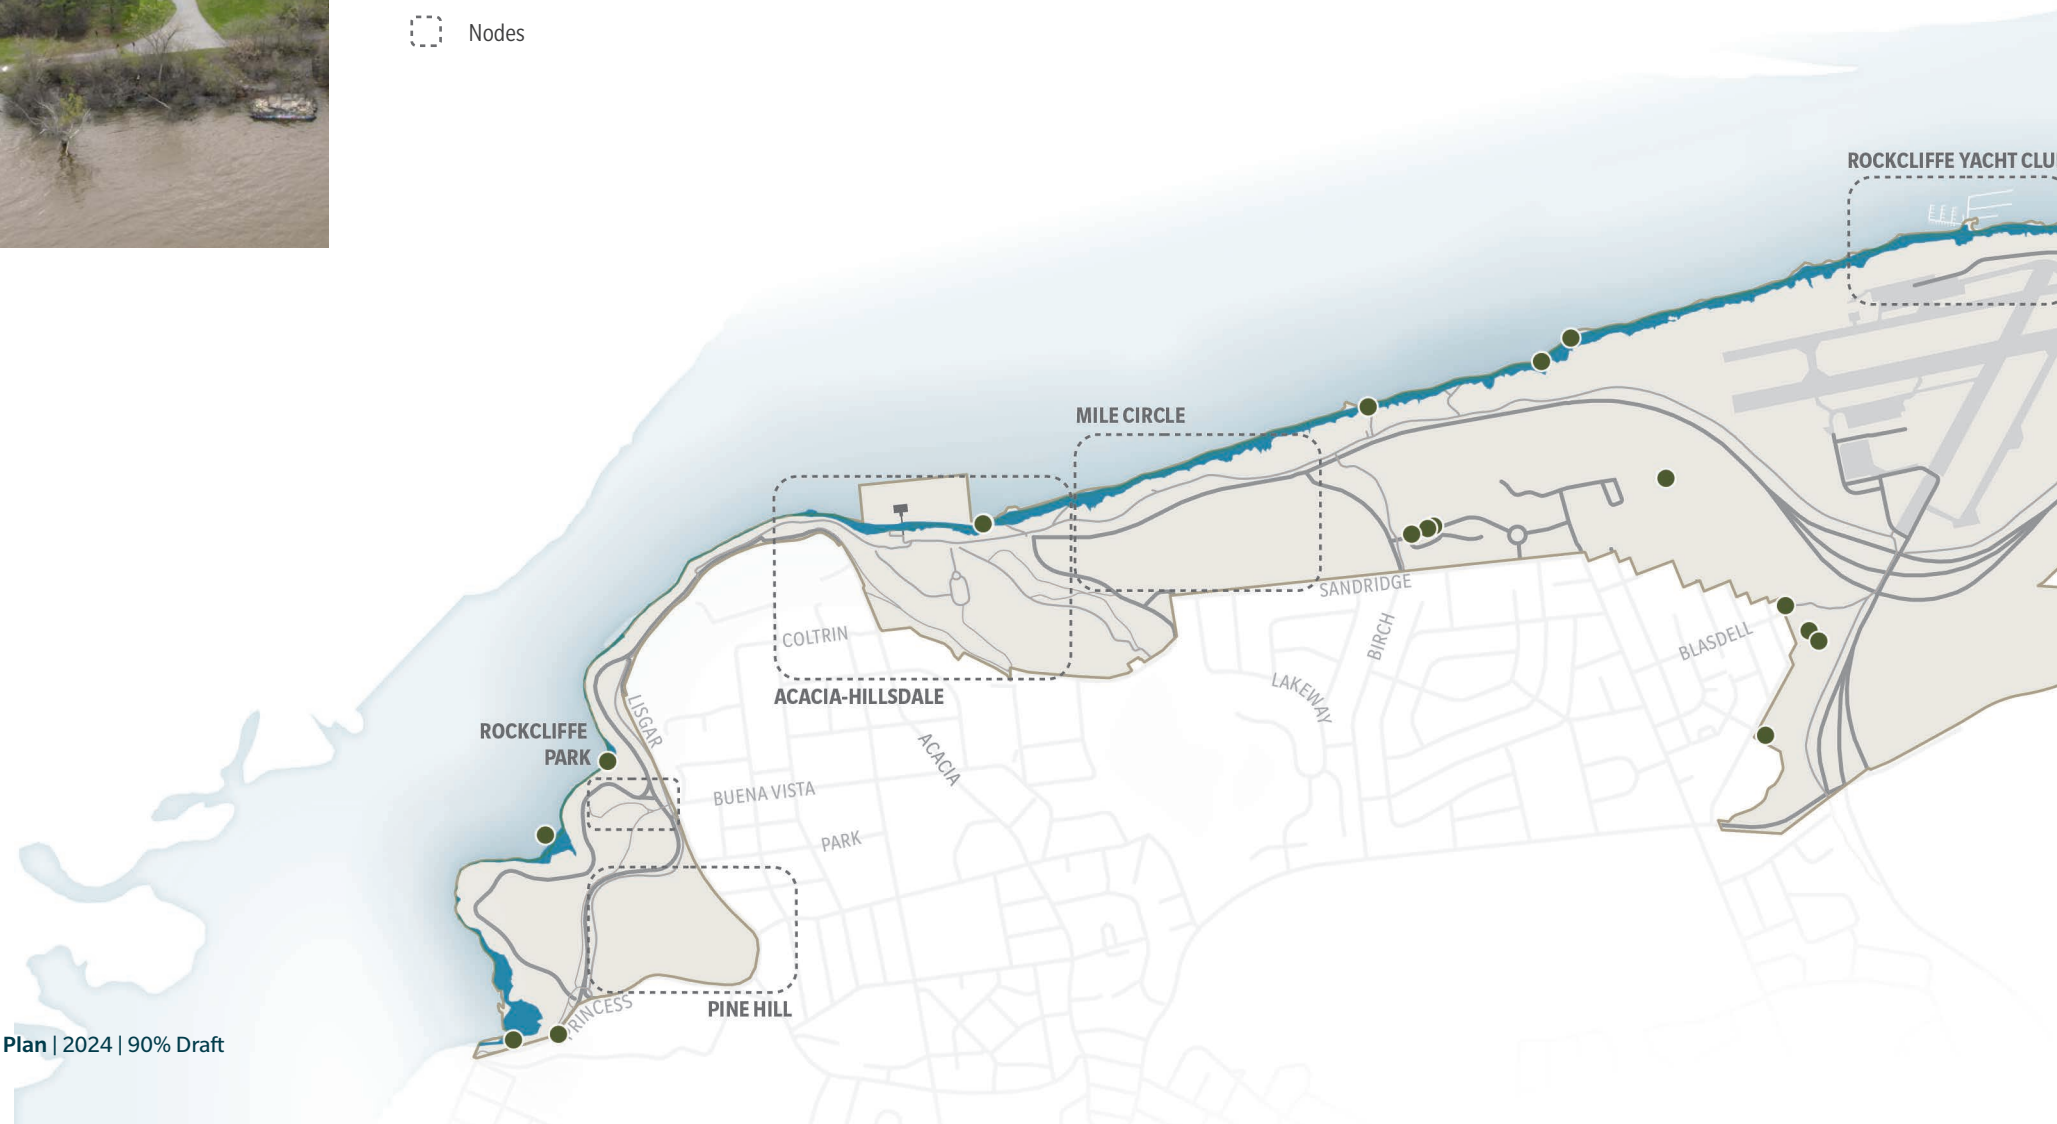 Nodes
ROCKCLIFFE YACHT CLU
MILE CIRCLE
SANDRIDGE
BIRCH
BLASDELL
COLTRIN
LAKEWAY
ACACIA-HILLSDALE
LISGAR
ROCKCLIFFE
PARK
ACACIA
BUENA VISTA
PARK
PRINCESS
PINE HILL
Plan | 2024 | 90% Draft